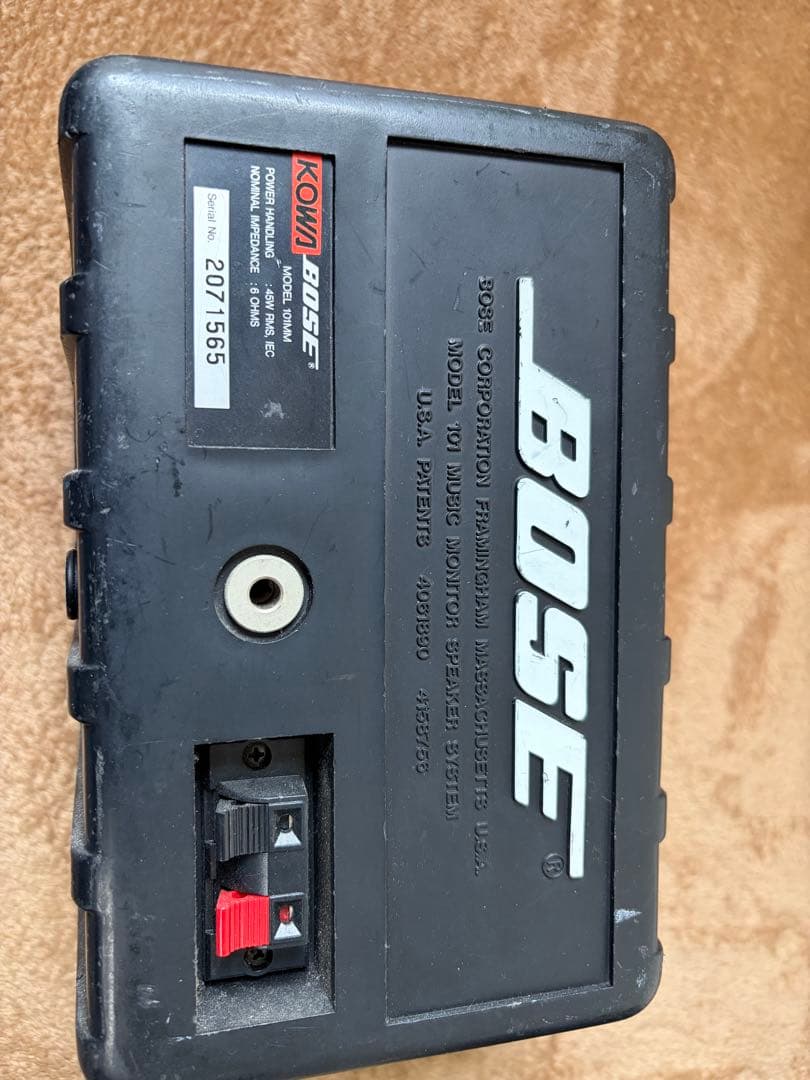 BOSE®
BOSE CORPORATION FRAMINGHAM MASSACHUSETTS U.S.A.
MODEL 101 MUSIC MONITOR SPEAKER SYSTEM
U.S.A. PATENTS 4061890 4158756
KOWA BOSE®
MODEL 101MM
POWER HANDLING : 45W RMS, IEC
NOMINAL IMPEDANCE : 6 OHMS
Serial No. 2071565